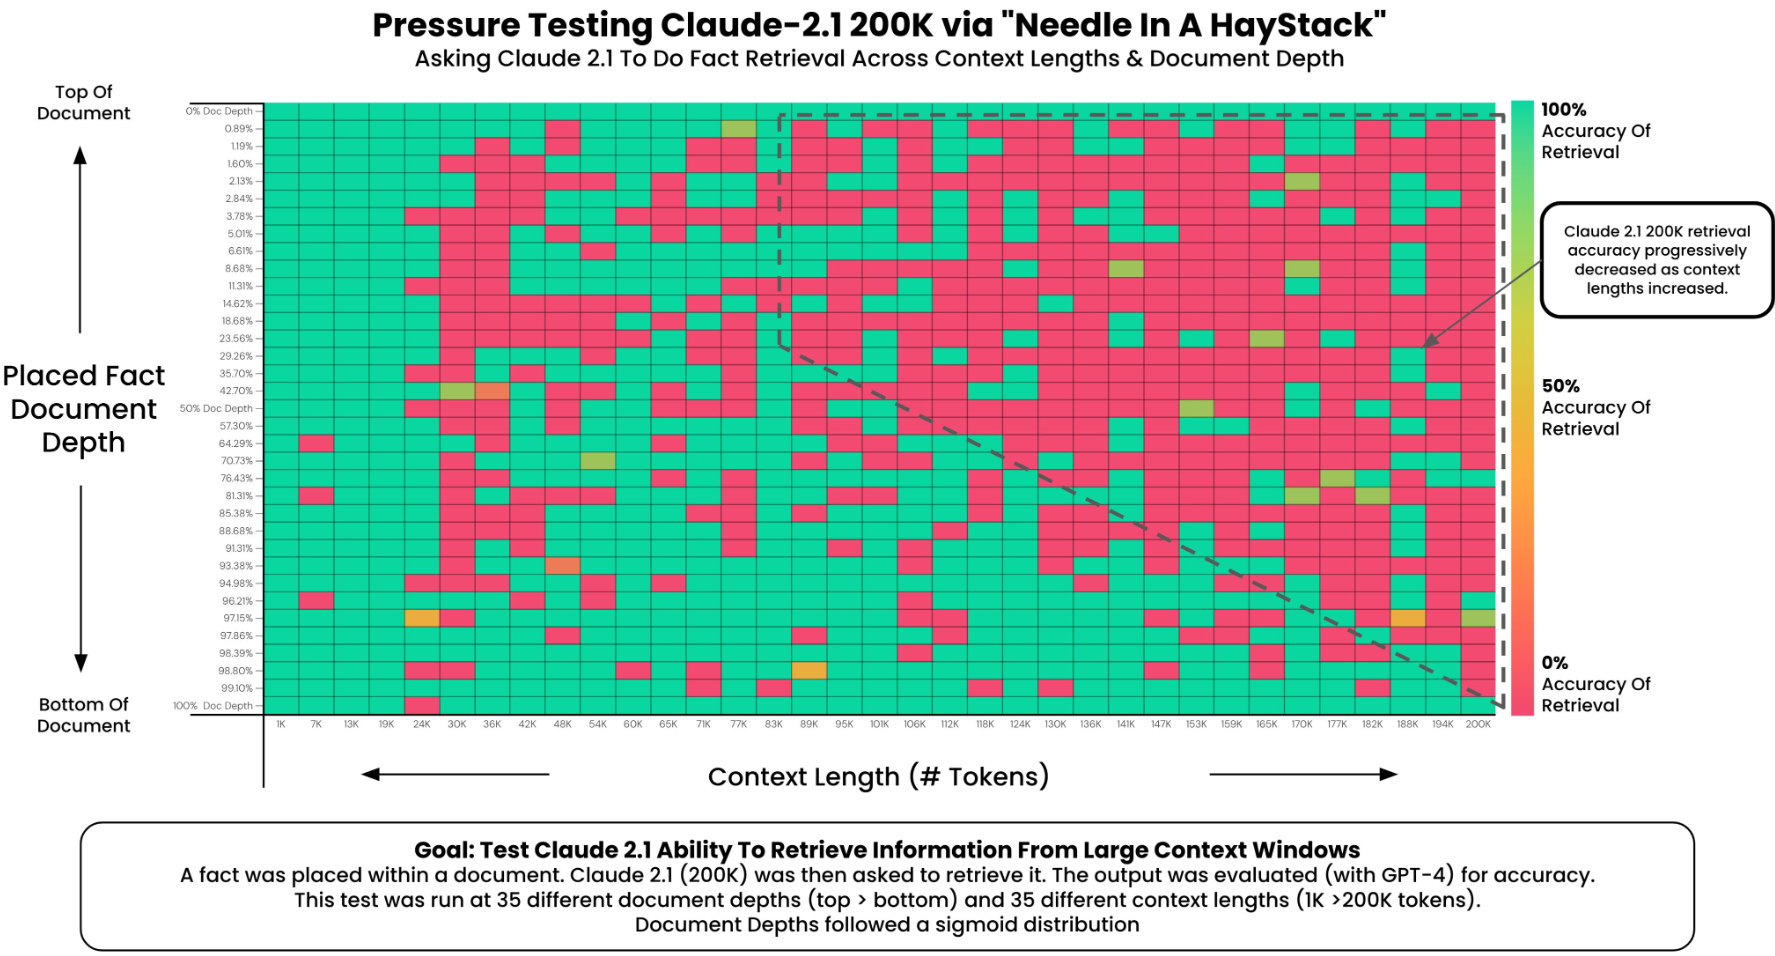 Pressure Testing Claude-2.1 200K via "Needle In A HayStack"
Asking Claude 2.1 To Do Fact Retrieval Across Context Lengths & Document Depth
Top Of
Document
Placed Fact
Document
Depth
Bottom Of
Document
0% Doc Depth
0.89%
1.19%
1.60%
2.13%
2.84%
3.78%
5.01%
6.61%
8.68%
11.31%
14.62%
18.68%
23.56%
29.26%
35.70%
42.70%
50% Doc Depth
57.30%
64.29%
70.73%
76.43%
81.31%
85.38%
88.68%
91.31%
93.38%
94.98%
96.21%
97.15%
97.86%
98.39%
98.80%
99.10%
100% Doc Depth
1K 7K 13K 19K 24K 30K 36K 42K 48K 54K 60K 65K 71K 77K 83K 89K 95K 101K 106K 112K 118K 124K 130K 136K 141K 147K 153K 159K 165K 170K 177K 182K 188K 194K 200K
Context Length (# Tokens)
100%
Accuracy Of
Retrieval
Claude 2.1 200K retrieval
accuracy progressively
decreased as context
lengths increased.
50%
Accuracy Of
Retrieval
0%
Accuracy Of
Retrieval
Goal: Test Claude 2.1 Ability To Retrieve Information From Large Context Windows
A fact was placed within a document. Claude 2.1 (200K) was then asked to retrieve it. The output was evaluated (with GPT-4) for accuracy.
This test was run at 35 different document depths (top > bottom) and 35 different context lengths (1K >200K tokens).
Document Depths followed a sigmoid distribution